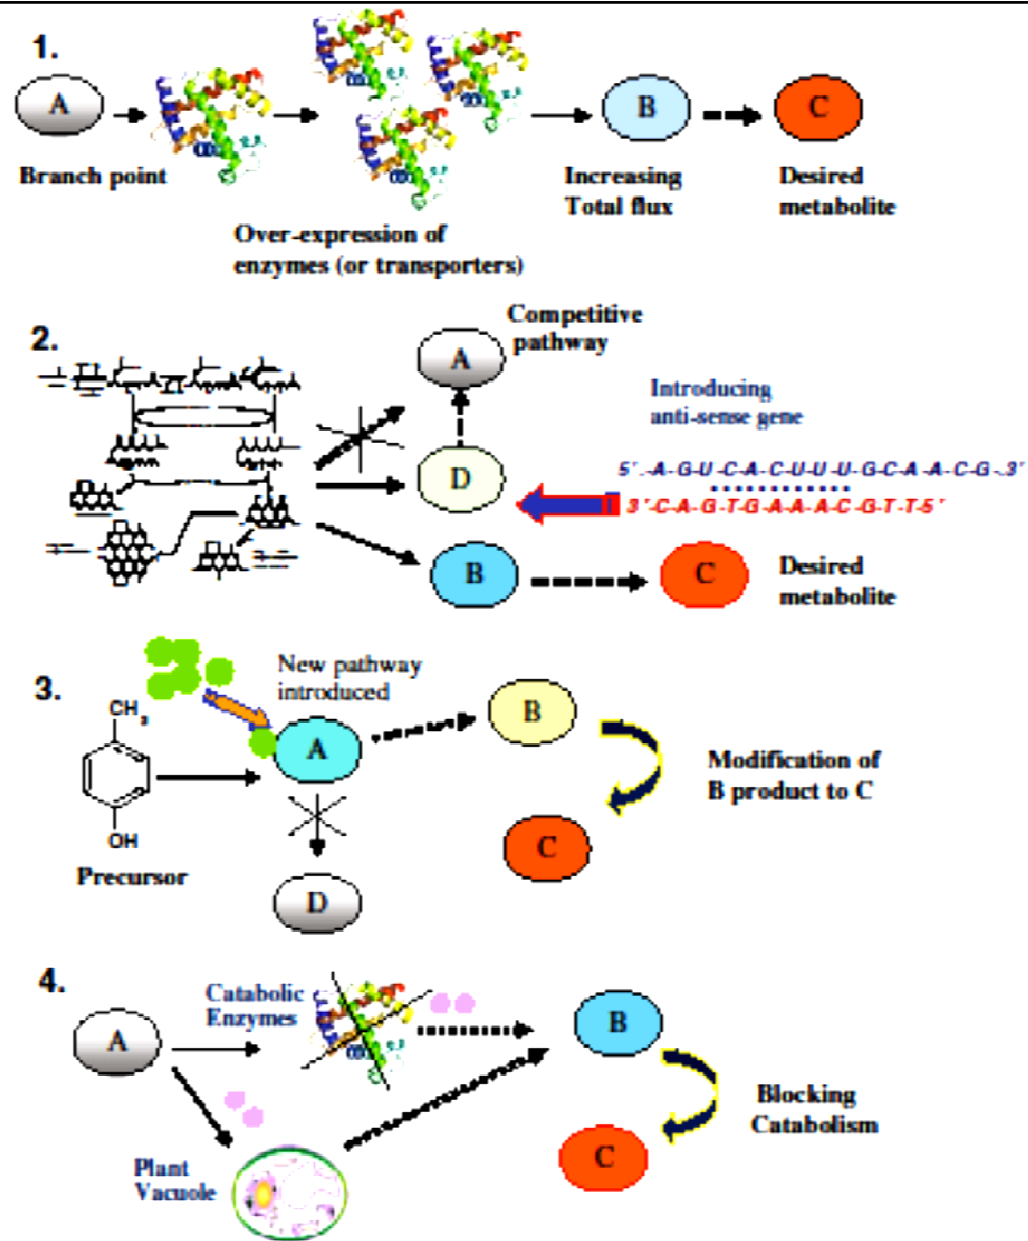 1.
A
B
C
Branch point
Increasing
Total flux
Desired
metabolite
Over-expression of
enzymes (or transporters)
2.
Competitive
pathway
A
Introducing
anti-sense gene
D
5'.-A-G-U-C-A-C-U-U-U-G-C-A-A-C-G-.3'
3'-C-A-G-T-G-A-A-A-C-G-T-T-5'
B
C
Desired
metabolite
3.
New pathway
introduced
CH3
A
B
Modification of
B product to C
OH
C
Precursor
D
4.
Catabolic
Enzymes
A
B
Blocking
Catabolism
C
Plant
Vacuole